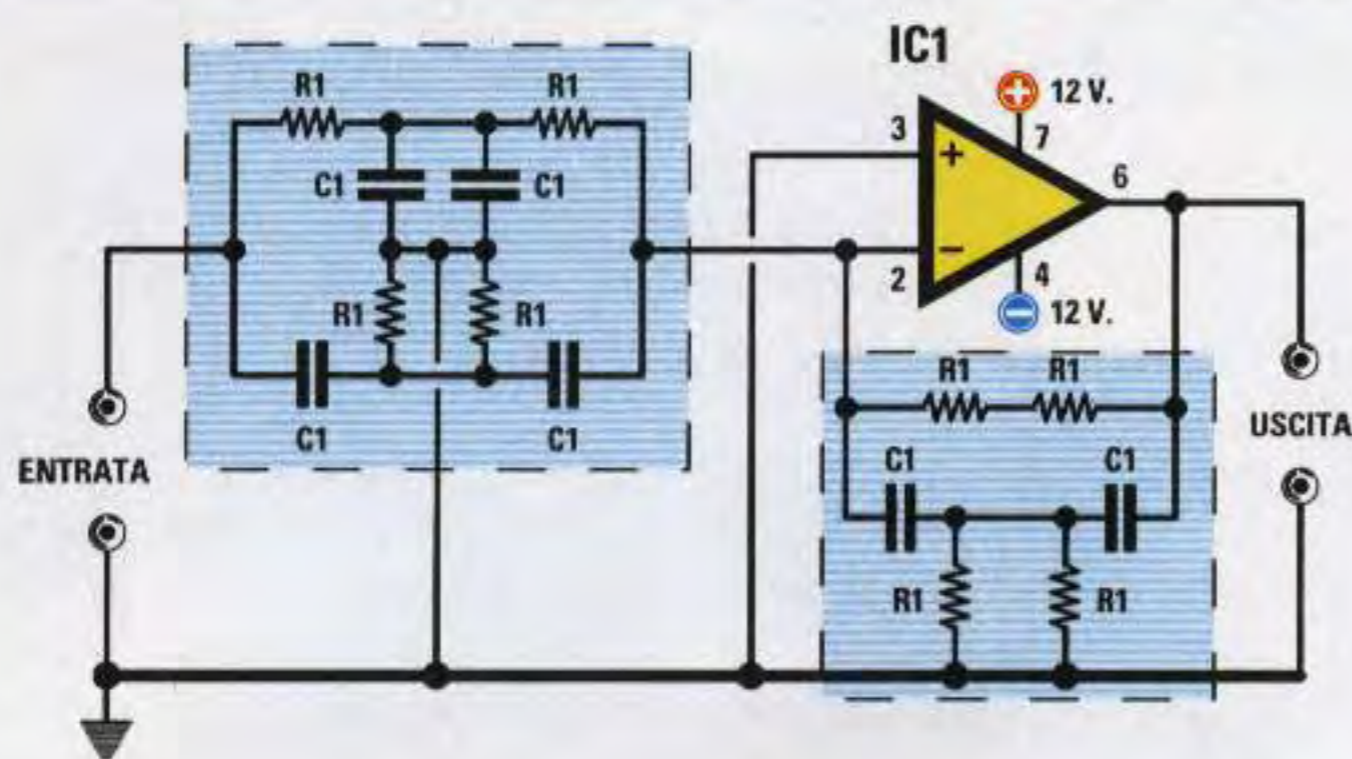 IC1
R1 R1
12 V.
3 + 7
C1 C1
6
− 2
4
R1 R1
12 V.
C1 C1
R1 R1
ENTRATA
USCITA
C1 C1
R1 R1